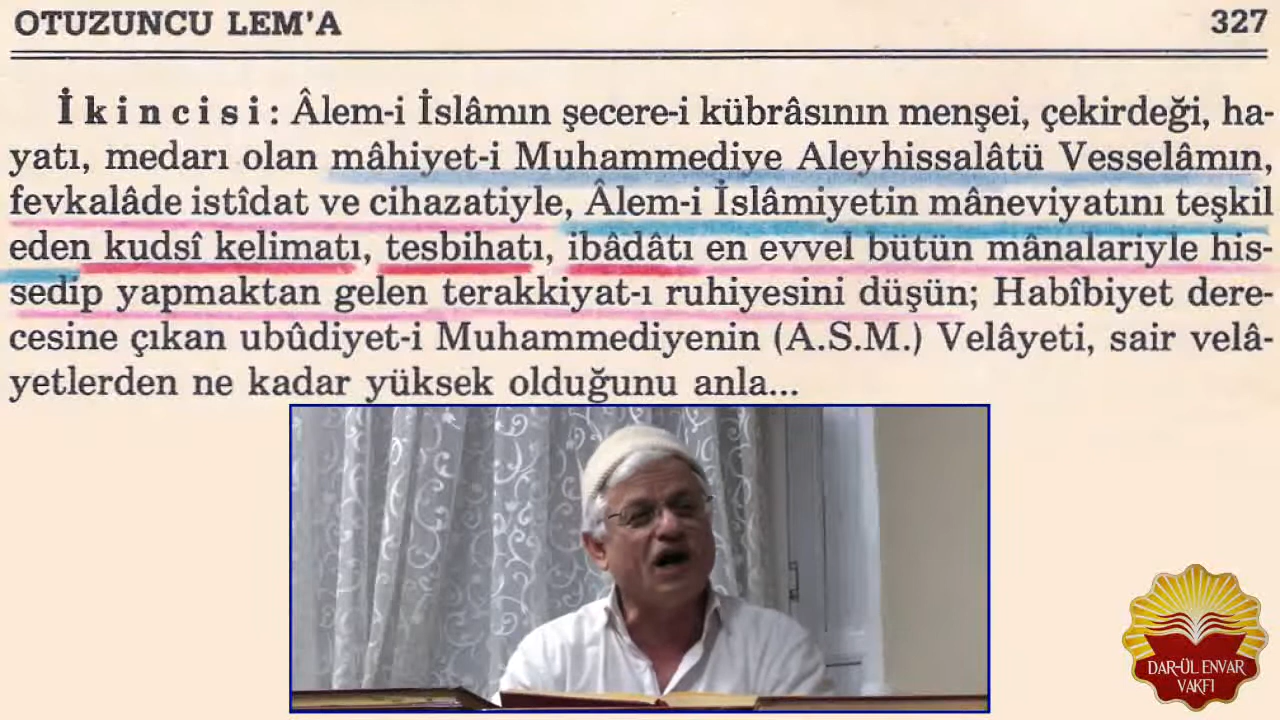 OTUZUNCU LEM'A 327
İkincisi: Âlem-i İslâmın şecere-i kübrâsının menşei, çekirdeği, ha-
yatı, medarı olan mâhiyet-i Muhammediye Aleyhissalâtü Vesselâmın,
fevkalâde istîdat ve cihazatiyle, Âlem-i İslâmiyetin mâneviyatını teşkil
eden kudsî kelimatı, tesbihatı, ibâdâtı en evvel bütün mânalariyle his-
sedip yapmaktan gelen terakkiyat-ı ruhiyesini düşün; Habîbiyet dere-
cesine çıkan ubûdiyet-i Muhammediyenin (A.S.M.) Velâyeti, sair velâ-
yetlerden ne kadar yüksek olduğunu anla...
DAR-ÜL ENVAR
VAKFI